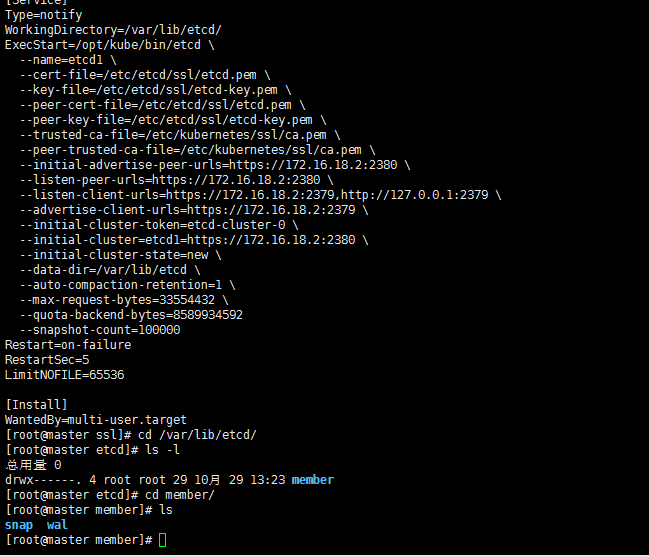 [Service]
Type=notify
WorkingDirectory=/var/lib/etcd/
ExecStart=/opt/kube/bin/etcd \
  --name=etcd1 \
  --cert-file=/etc/etcd/ssl/etcd.pem \
  --key-file=/etc/etcd/ssl/etcd-key.pem \
  --peer-cert-file=/etc/etcd/ssl/etcd.pem \
  --peer-key-file=/etc/etcd/ssl/etcd-key.pem \
  --trusted-ca-file=/etc/kubernetes/ssl/ca.pem \
  --peer-trusted-ca-file=/etc/kubernetes/ssl/ca.pem \
  --initial-advertise-peer-urls=https://172.16.18.2:2380 \
  --listen-peer-urls=https://172.16.18.2:2380 \
  --listen-client-urls=https://172.16.18.2:2379,http://127.0.0.1:2379 \
  --advertise-client-urls=https://172.16.18.2:2379 \
  --initial-cluster-token=etcd-cluster-0 \
  --initial-cluster=etcd1=https://172.16.18.2:2380 \
  --initial-cluster-state=new \
  --data-dir=/var/lib/etcd \
  --auto-compaction-retention=1 \
  --max-request-bytes=33554432 \
  --quota-backend-bytes=8589934592
  --snapshot-count=100000
Restart=on-failure
RestartSec=5
LimitNOFILE=65536
[Install]
WantedBy=multi-user.target
[root@master ssl]# cd /var/lib/etcd/
[root@master etcd]# ls -l
总用量 0
drwx------. 4 root root 29 10月 29 13:23 member
[root@master etcd]# cd member/
[root@master member]# ls
snap  wal
[root@master member]#